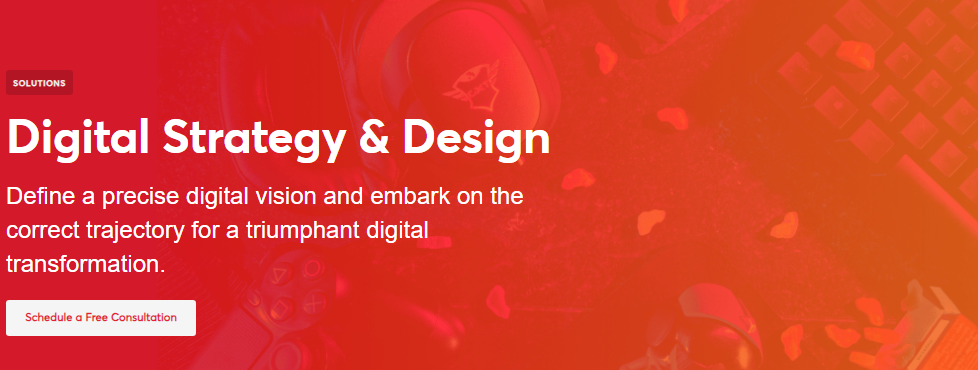 SOLUTIONS
Digital Strategy & Design
Define a precise digital vision and embark on the
correct trajectory for a triumphant digital
transformation.
Schedule a Free Consultation